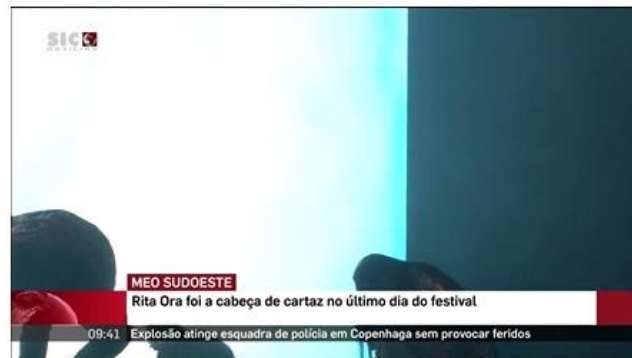 SIC
notícias
MEO SUDOESTE
Rita Ora foi a cabeça de cartaz no último dia do festival
09:41 Explosão atinge esquadra de polícia em Copenhaga sem provocar feridos